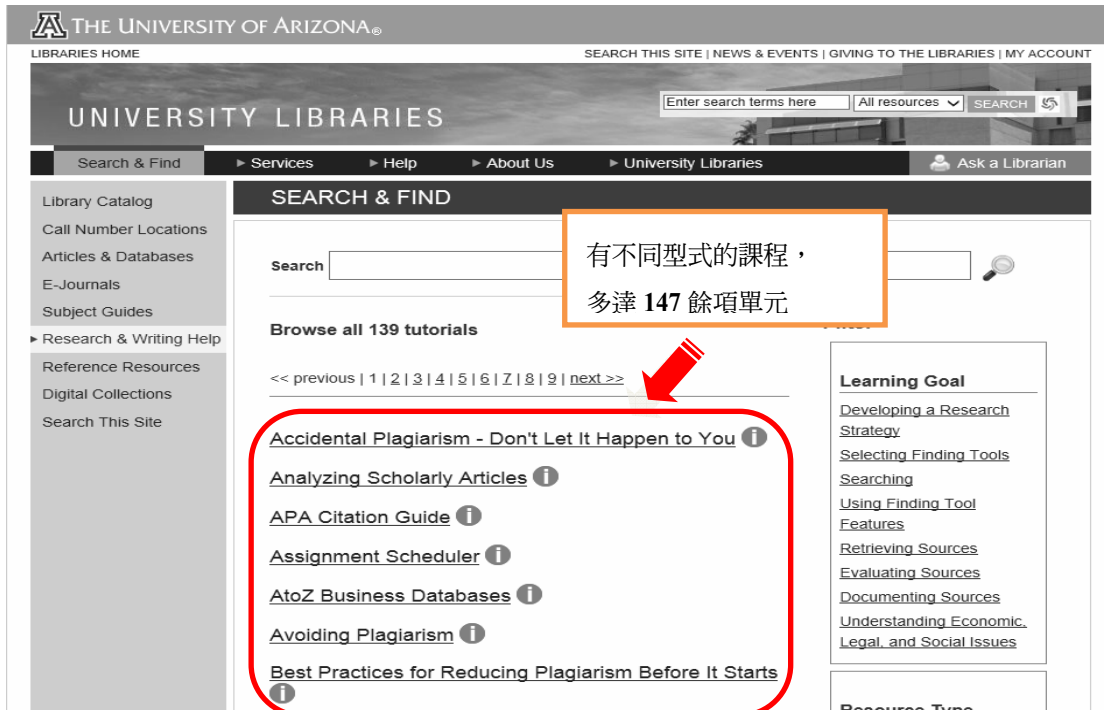 THE UNIVERSITY OF ARIZONA®
LIBRARIES HOME
SEARCH THIS SITE | NEWS & EVENTS | GIVING TO THE LIBRARIES | MY ACCOUNT
UNIVERSITY LIBRARIES
Enter search terms here
All resources
SEARCH
Search & Find
► Services
► Help
► About Us
► University Libraries
Ask a Librarian
Library Catalog
Call Number Locations
Articles & Databases
E-Journals
Subject Guides
► Research & Writing Help
Reference Resources
Digital Collections
Search This Site
SEARCH & FIND
Search
有不同型式的課程，
多達 147 餘項單元
Browse all 139 tutorials
<< previous | 1 | 2 | 3 | 4 | 5 | 6 | 7 | 8 | 9 | next >>
Accidental Plagiarism - Don't Let It Happen to You
Analyzing Scholarly Articles
APA Citation Guide
Assignment Scheduler
AtoZ Business Databases
Avoiding Plagiarism
Best Practices for Reducing Plagiarism Before It Starts
Learning Goal
Developing a Research
Strategy
Selecting Finding Tools
Searching
Using Finding Tool
Features
Retrieving Sources
Evaluating Sources
Documenting Sources
Understanding Economic,
Legal, and Social Issues
Resource Type